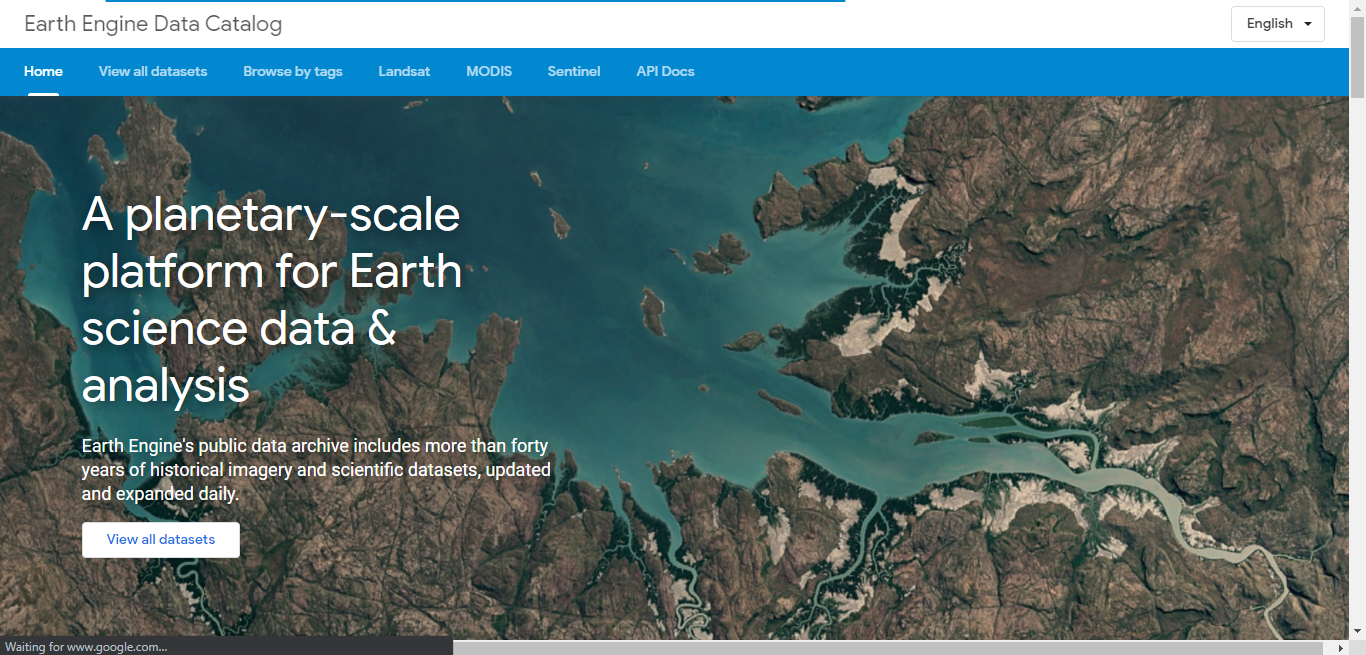 Earth Engine Data Catalog
English
Home View all datasets Browse by tags Landsat MODIS Sentinel API Docs
A planetary-scale
platform for Earth
science data &
analysis
Earth Engine's public data archive includes more than forty
years of historical imagery and scientific datasets, updated
and expanded daily.
View all datasets
Waiting for www.google.com...